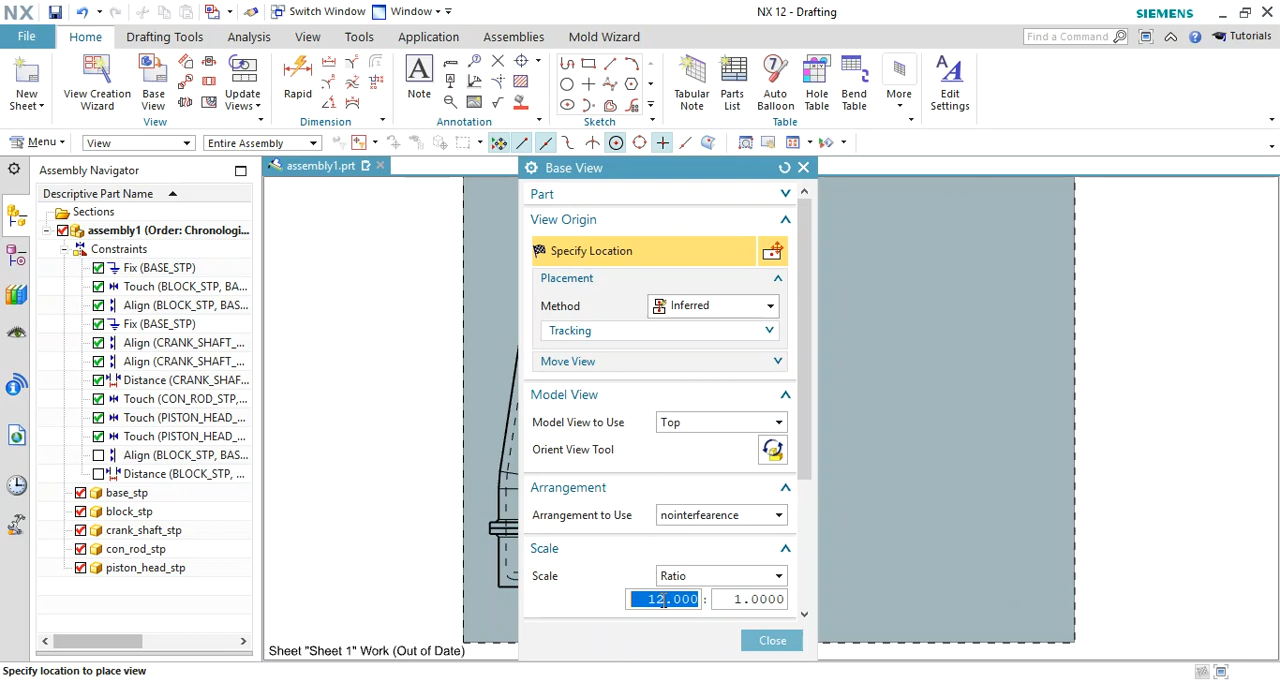 NX
Switch Window
Window
NX 12 - Drafting
SIEMENS
File
Home
Drafting Tools
Analysis
View
Tools
Application
Assemblies
Mold Wizard
Find a Command
Tutorials
New Sheet
View Creation Wizard
Base View
Update Views
View
Rapid
Dimension
Note
Annotation
Sketch
Tabular Note
Parts List
Auto Balloon
Hole Table
Bend Table
Table
More
Edit Settings
Menu
View
Entire Assembly
Assembly Navigator
Descriptive Part Name
Sections
assembly1 (Order: Chronologi...
Constraints
Fix (BASE_STP)
Touch (BLOCK_STP, BA...
Align (BLOCK_STP, BAS...
Fix (BASE_STP)
Align (CRANK_SHAFT_...
Align (CRANK_SHAFT_...
Distance (CRANK_SHAF...
Touch (CON_ROD_STP,...
Touch (PISTON_HEAD_...
Touch (PISTON_HEAD_...
Align (BLOCK_STP, BAS...
Distance (BLOCK_STP, ...
base_stp
block_stp
crank_shaft_stp
con_rod_stp
piston_head_stp
assembly1.prt
Base View
Part
View Origin
Specify Location
Placement
Method
Inferred
Tracking
Move View
Model View
Model View to Use
Top
Orient View Tool
Arrangement
Arrangement to Use
nointerfearence
Scale
Scale
Ratio
12.000 : 1.0000
Close
Sheet "Sheet 1" Work (Out of Date)
Specify location to place view